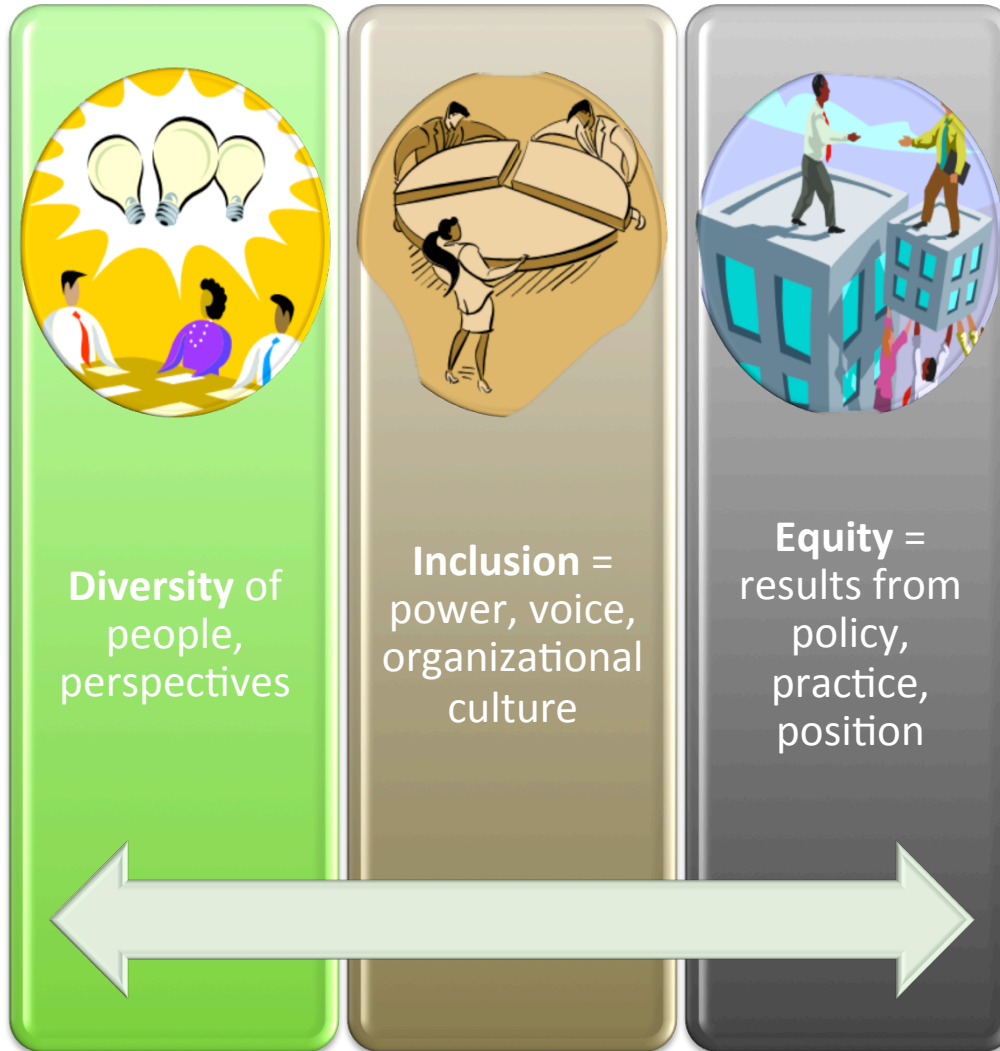 Diversity of
people,
perspectives
Inclusion =
power, voice,
organizational
culture
Equity =
results from
policy,
practice,
position